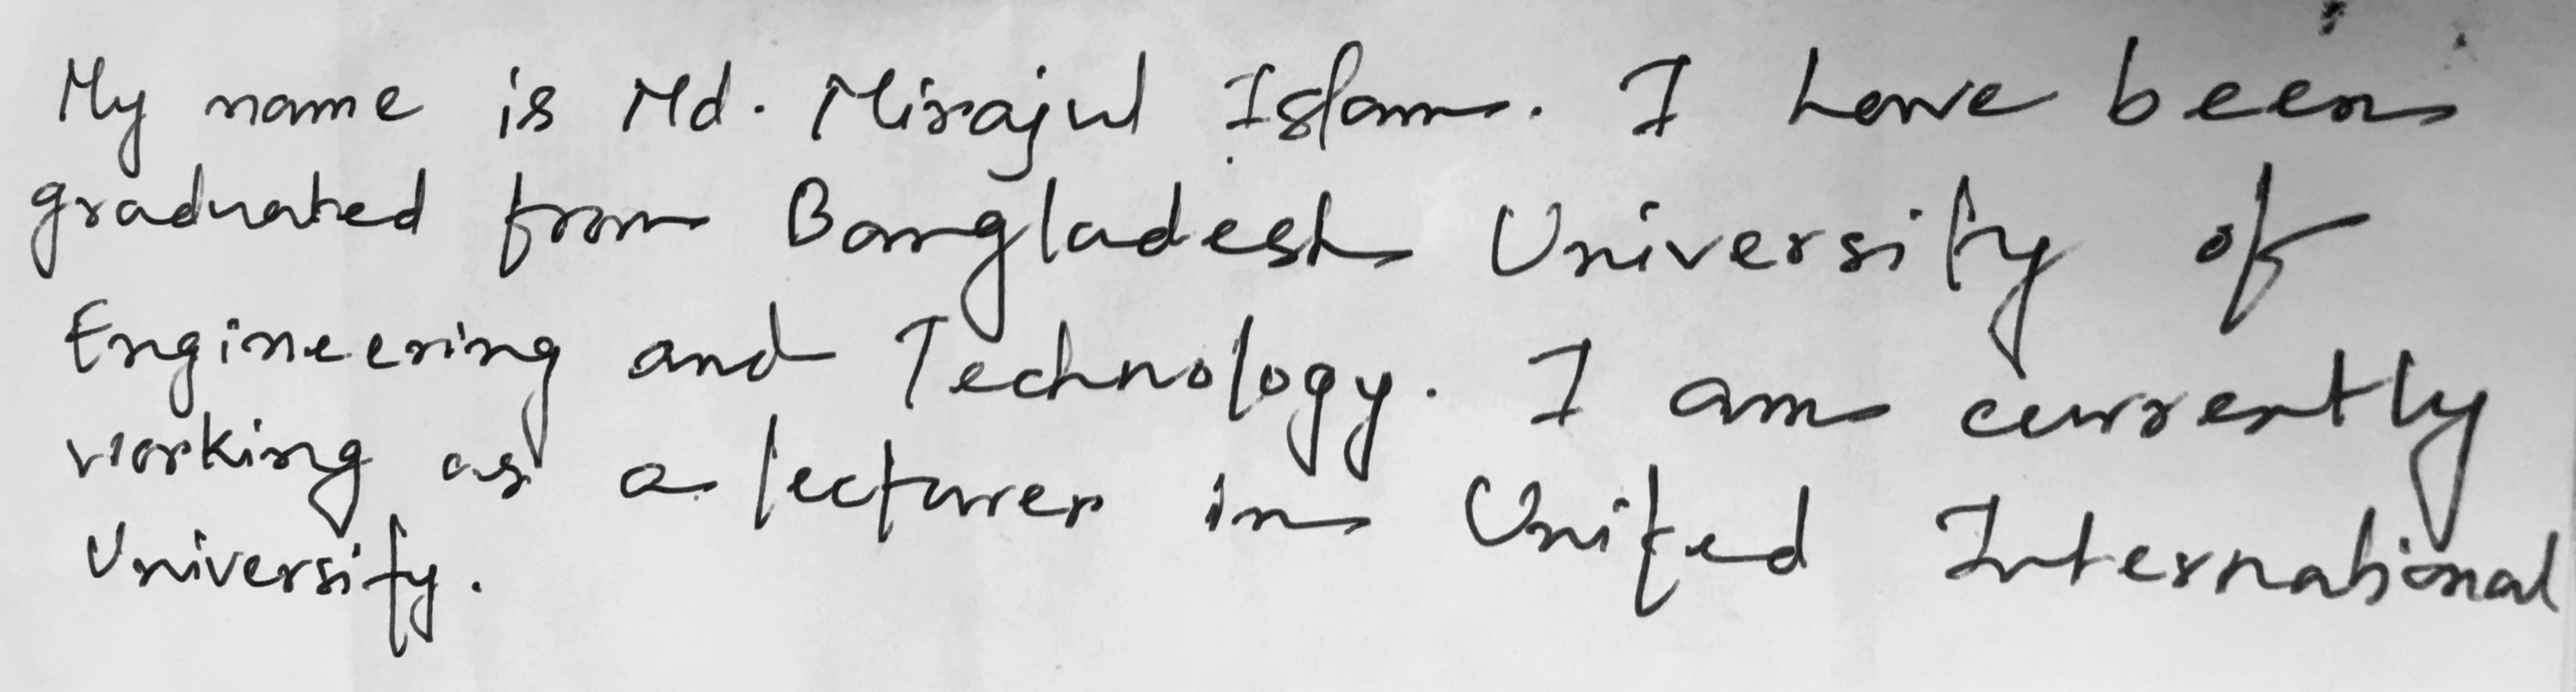 My name is Md. Mirajul Islam. I have been
graduated from Bangladesh University of
Engineering and Technology. I am currently
working as a lecturer in United International
University.